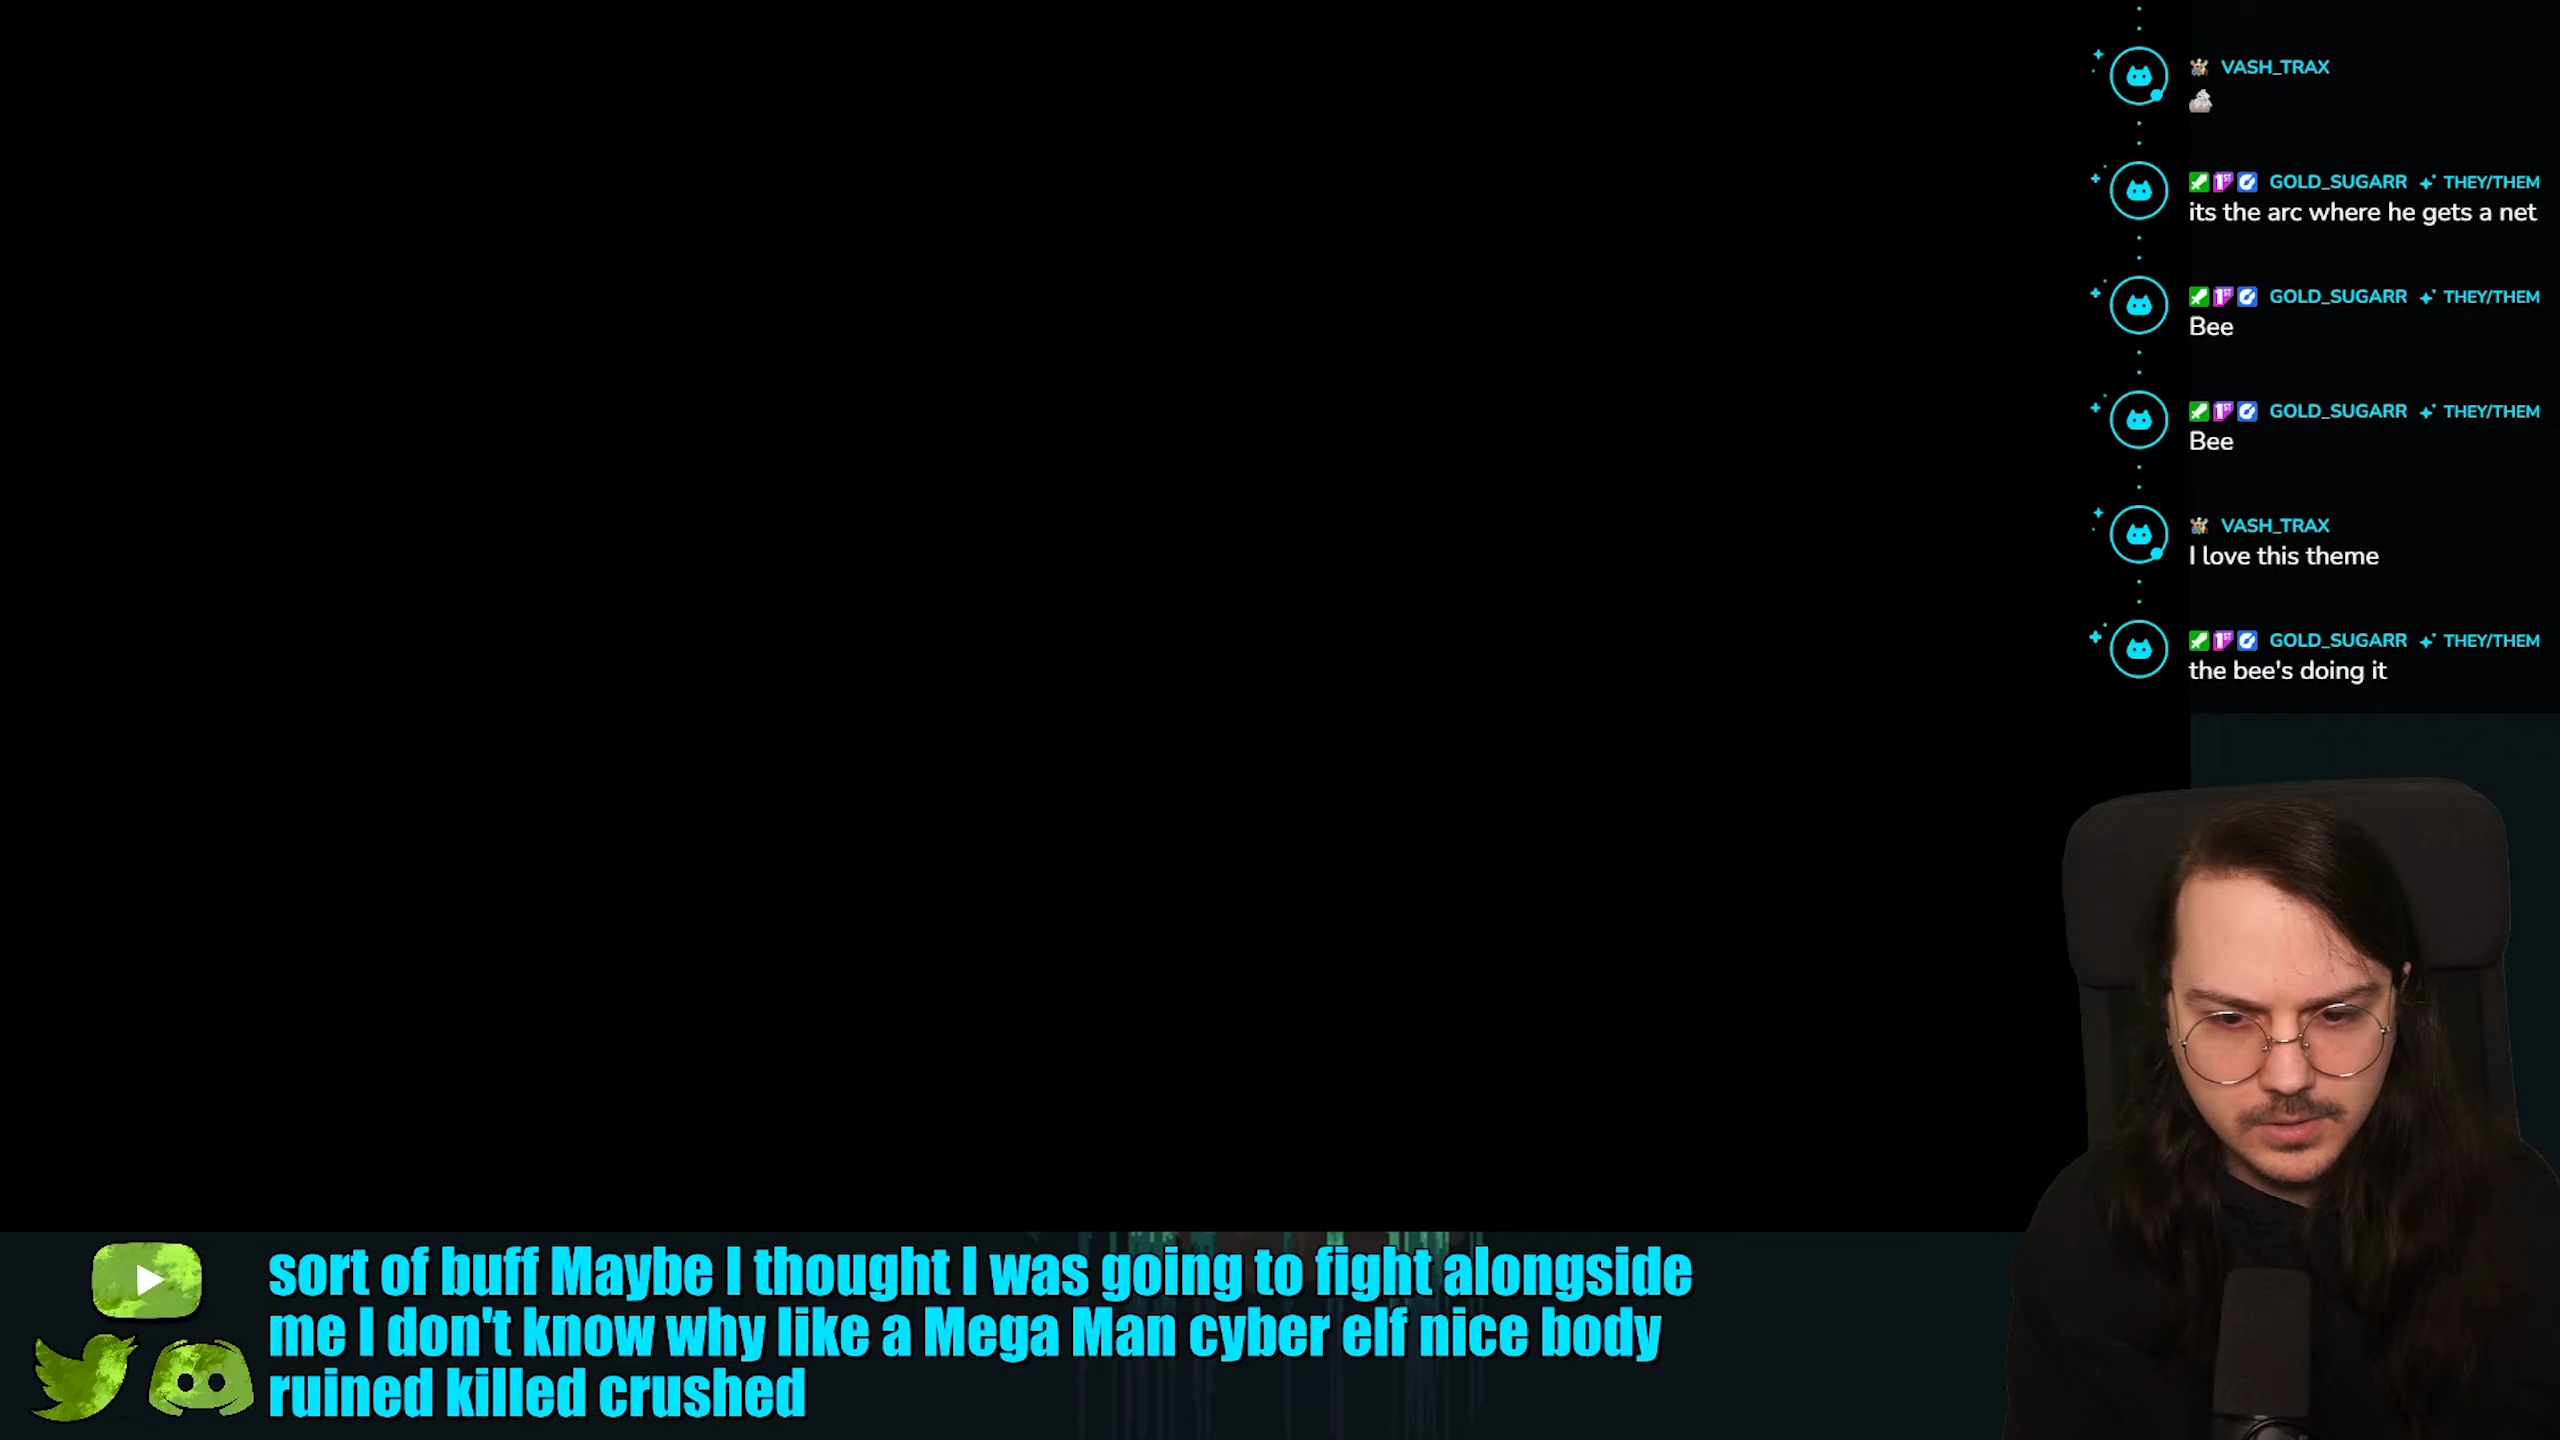 VASH_TRAX
GOLD_SUGARR THEY/THEM
its the arc where he gets a net
GOLD_SUGARR THEY/THEM
Bee
GOLD_SUGARR THEY/THEM
Bee
VASH_TRAX
I love this theme
GOLD_SUGARR THEY/THEM
the bee's doing it
sort of buff Maybe I thought I was going to fight alongside
me I don't know why like a Mega Man cyber elf nice body
ruined killed crushed